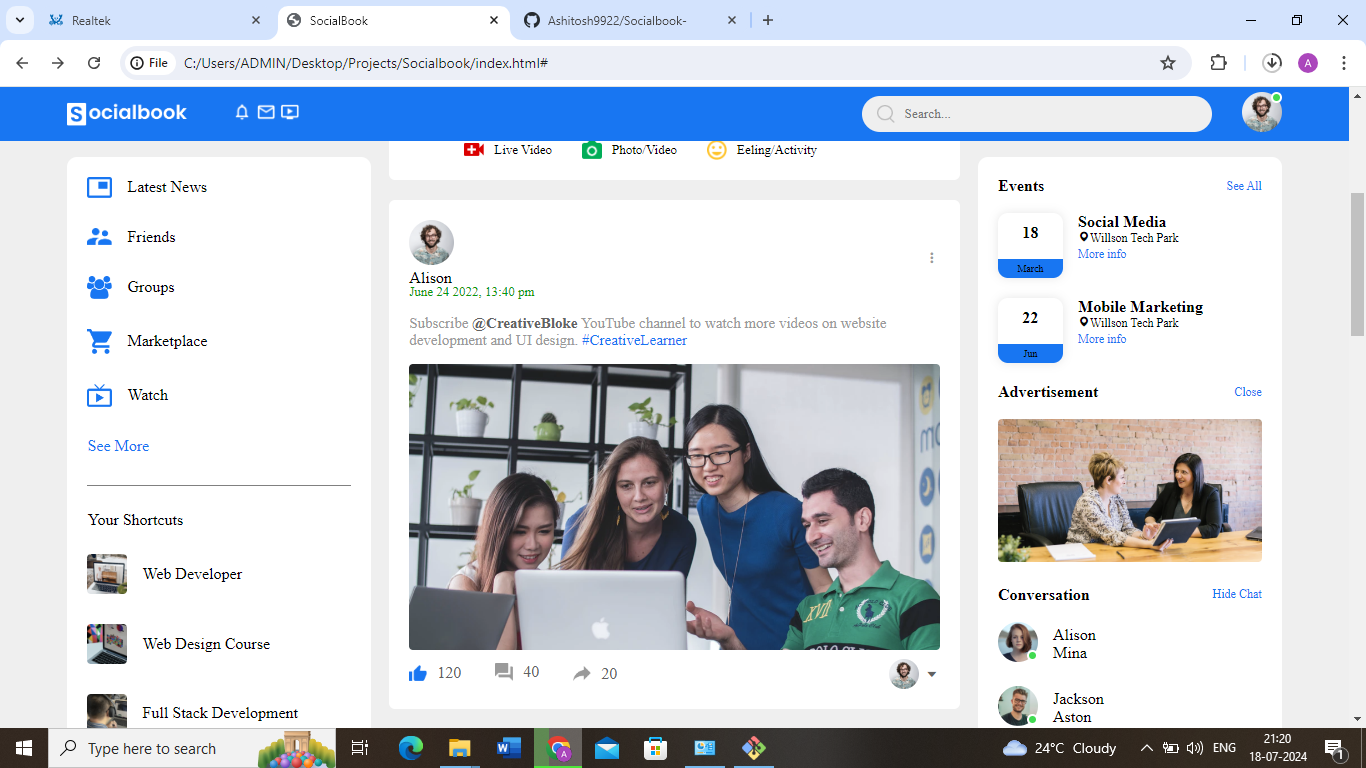 Realtek
SocialBook
Ashitosh9922/Socialbook-
File
C:/Users/ADMIN/Desktop/Projects/Socialbook/index.html#
A
Socialbook
Search...
Live Video
Photo/Video
Eeling/Activity
Latest News
Friends
Groups
Marketplace
Watch
See More
Your Shortcuts
Web Developer
Web Design Course
Full Stack Development
Alison
June 24 2022, 13:40 pm
Subscribe @CreativeBloke YouTube channel to watch more videos on website
development and UI design. #CreativeLearner
XVII
120
40
20
Events
See All
18
March
Social Media
Willson Tech Park
More info
22
Jun
Mobile Marketing
Willson Tech Park
More info
Advertisement
Close
Conversation
Hide Chat
Alison
Mina
Jackson
Aston
Type here to search
A
24°C Cloudy
ENG
21:20
18-07-2024
1